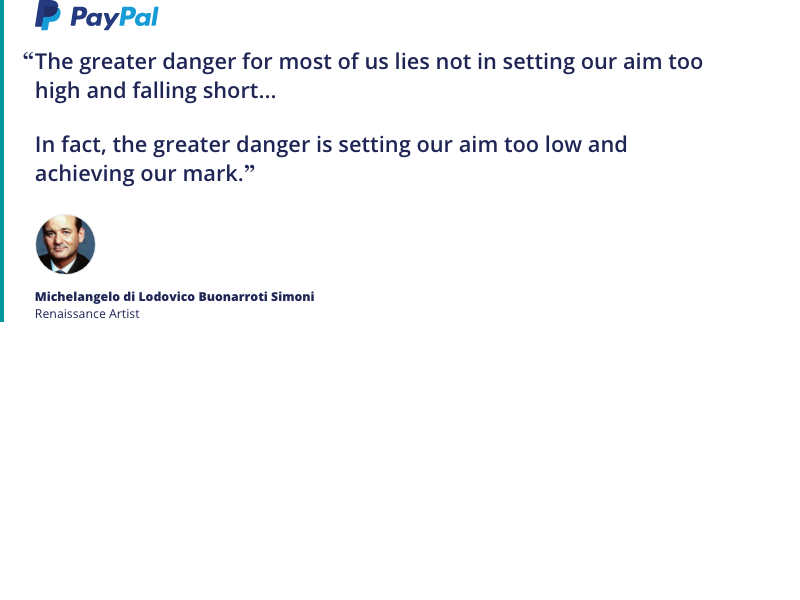 PayPal
“The greater danger for most of us lies not in setting our aim too
high and falling short...
In fact, the greater danger is setting our aim too low and
achieving our mark.”
Michelangelo di Lodovico Buonarroti Simoni
Renaissance Artist